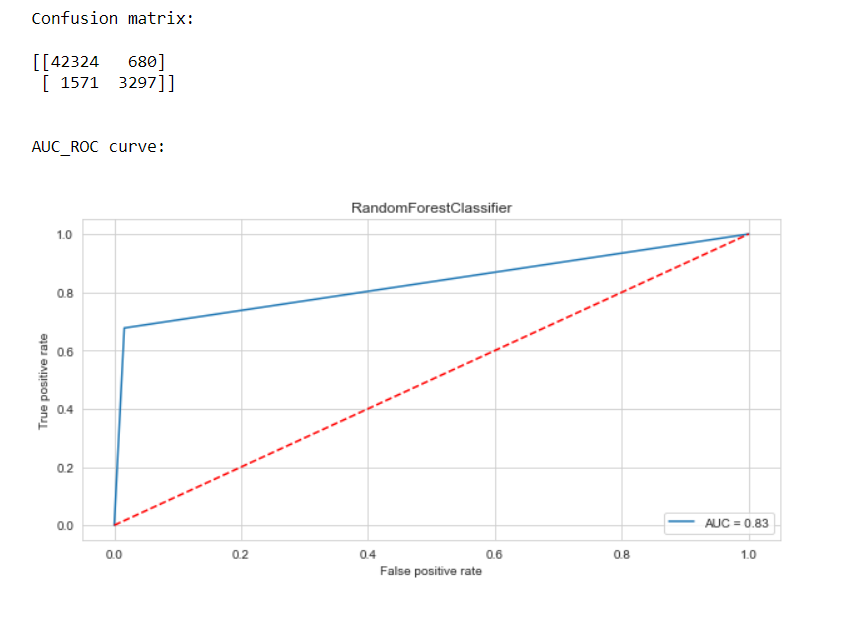 Confusion matrix:
[[42324 680]
[ 1571 3297]]
AUC_ROC curve:
RandomForestClassifier
1.0
0.8
0.6
0.4
0.2
0.0
True positive rate
AUC = 0.83
0.0 0.2 0.4 0.6 0.8 1.0
False positive rate